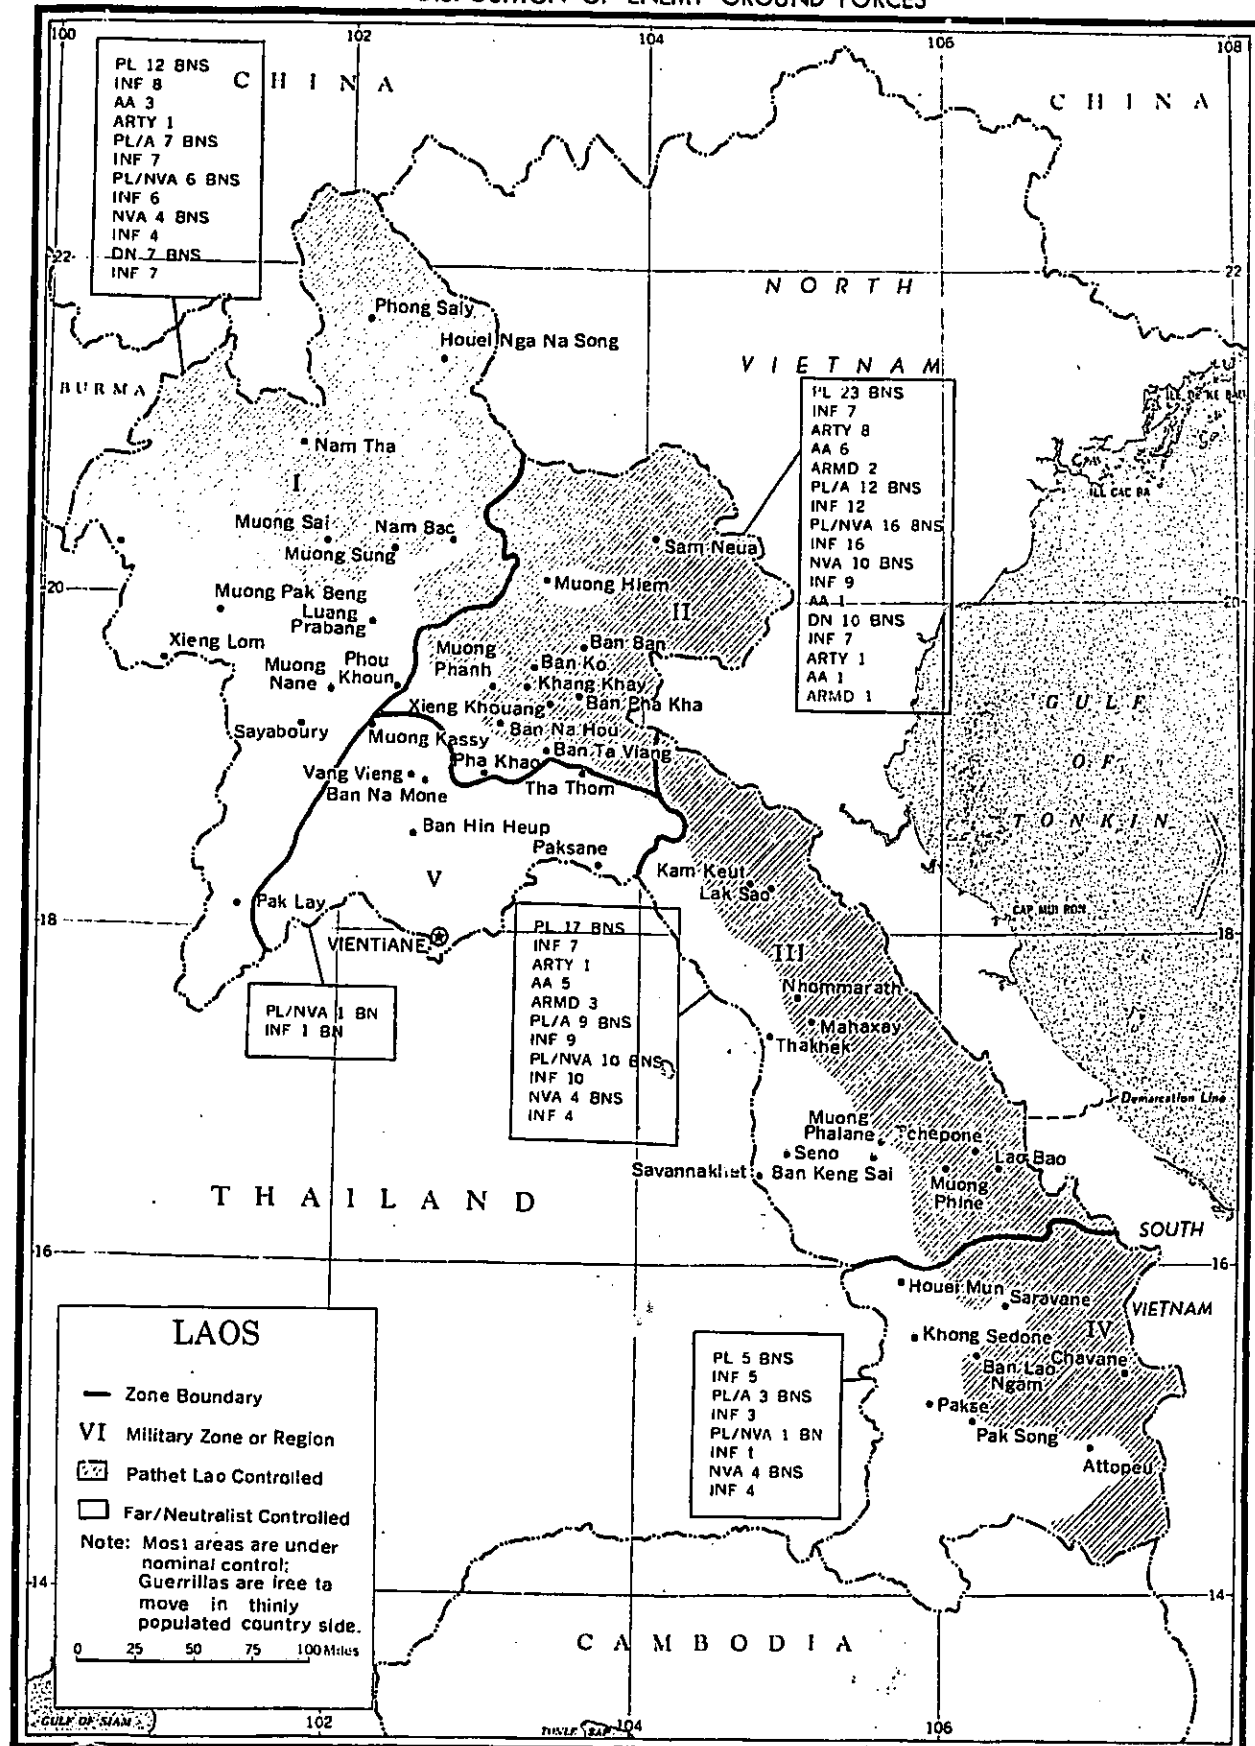 DISPOSITION OF ENEMY GROUND FORCES
100
102
104
106
108
CHINA
CHINA
PL 12 BNS
INF 8
AA 3
ARTY 1
PL/A 7 BNS
INF 7
PL/NVA 6 BNS
INF 6
NVA 4 BNS
INF 4
DN 7 BNS
INF 7
22
22
NORTH
VIETNAM
BURMA
Phong Saly
Houei Nga Na Song
Nam Tha
I
Muong Sai
Nam Bac
Muong Sung
Muong Pak Beng
Luang
Prabang
Xieng Lom
Muong
Nane
Phou
Khoun
Sayaboury
PL 23 BNS
INF 7
ARTY 8
AA 6
ARMD 2
PL/A 12 BNS
INF 12
PL/NVA 16 BNS
INF 16
NVA 10 BNS
INF 9
AA 1
DN 10 BNS
INF 7
ARTY 1
AA 1
ARMD 1
ILL CAC BA
20
20
Sam Neua
Muong Hiem
II
Ban Ban
Muong
Phanh
Ban Ko
Khang Khay
Ban Pha Kha
Xieng Khouang
Ban Na Hou
Muong Kassy
Ban Ta Viang
Pha Khao
Vang Vieng
Tha Thom
Ban Na Mone
Ban Hin Heup
Paksane
V
Pak Lay
VIENTIANE
GULF
OF
TONKIN
Kam Keut
Lak Sao
CAP MUI RON
18
18
III
PL/NVA 1 BN
INF 1 BN
PL 17 BNS
INF 7
ARTY 1
AA 5
ARMD 3
PL/A 9 BNS
INF 9
PL/NVA 10 BNS
INF 10
NVA 4 BNS
INF 4
Nhommarath
Mahaxay
Thakhek
Demarcation Line
Muong
Phalane
Tchepone
Seno
Lao Bao
Savannakhet
Ban Keng Sai
Muong
Phine
THAILAND
SOUTH
VIETNAM
16
16
Houei Mun
Saravane
Khong Sedone
IV
Chavane
Ban Lao
Ngam
Pakse
Pak Song
Attopeu
PL 5 BNS
INF 5
PL/A 3 BNS
INF 3
PL/NVA 1 BN
INF 1
NVA 4 BNS
INF 4
LAOS
Zone Boundary
VI Military Zone or Region
Pathet Lao Controlled
Far/Neutralist Controlled
Note: Most areas are under
nominal control;
Guerrillas are free to
move in thinly
populated country side.
0 25 50 75 100 Miles
14
14
CAMBODIA
GULF OF SIAM
102
TONLE SAP
104
106